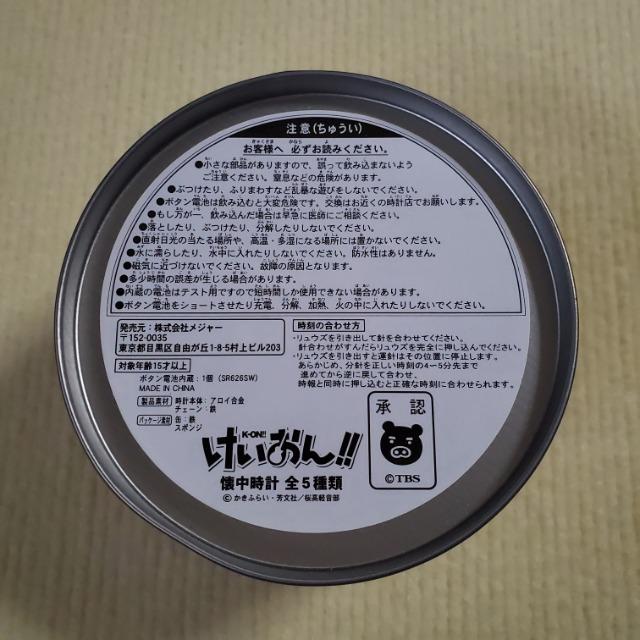 注意(ちゅうい)
お客様へ 必ずお読みください。
●小さな部品がありますので、誤って飲み込まないよう
ご注意ください。窒息などの危険があります。
●ぶつけたり、ふりまわすなど乱暴な遊びをしないでください。
●ボタン電池は飲み込むと大変危険です。交換はお近くの時計店でお願いします。
●もし万が一、飲み込んだ場合は早急に医師にご相談ください。
●落としたり、ぶつけたり、分解したりしないでください。
●直射日光の当たる場所や、高温・多湿になる場所には置かないでください。
●水に濡らしたり、水中に入れたりしないでください。防水性はありません。
●磁気に近づけないでください。故障の原因となります。
●多少時間の誤差が生じる場合があります。
●内蔵の電池はテスト用ですので短時間しか使用できない場合があります。
●ボタン電池をショートさせたり充電、分解、加熱、火の中に入れたりしないでください。
発売元:株式会社メジャー
〒152-0035
東京都目黒区自由が丘1-8-5村上ビル203
対象年齢15才以上
ボタン電池内蔵:1個(SR626SW)
MADE IN CHINA
製品素材 時計本体:アロイ合金
チェーン:鉄
パッケージ素材 缶:鉄
スポンジ
時刻の合わせ方
・リュウズを引き出して針を合わせてください。
針合わせがすんだらリュウズを完全に押し込んでください。
・リュウズを引き出すと運針はその位置に停止します。
あらかじめ、分針を正しい時刻の4~5分先まで
進めてから逆に戻して合わせ、
時報と同時に押し込むと正確な時刻に合わせられます。
K-ON!!
けいおん!!
懐中時計 全5種類
©かきふらい・芳文社/桜高軽音部
承認
©TBS